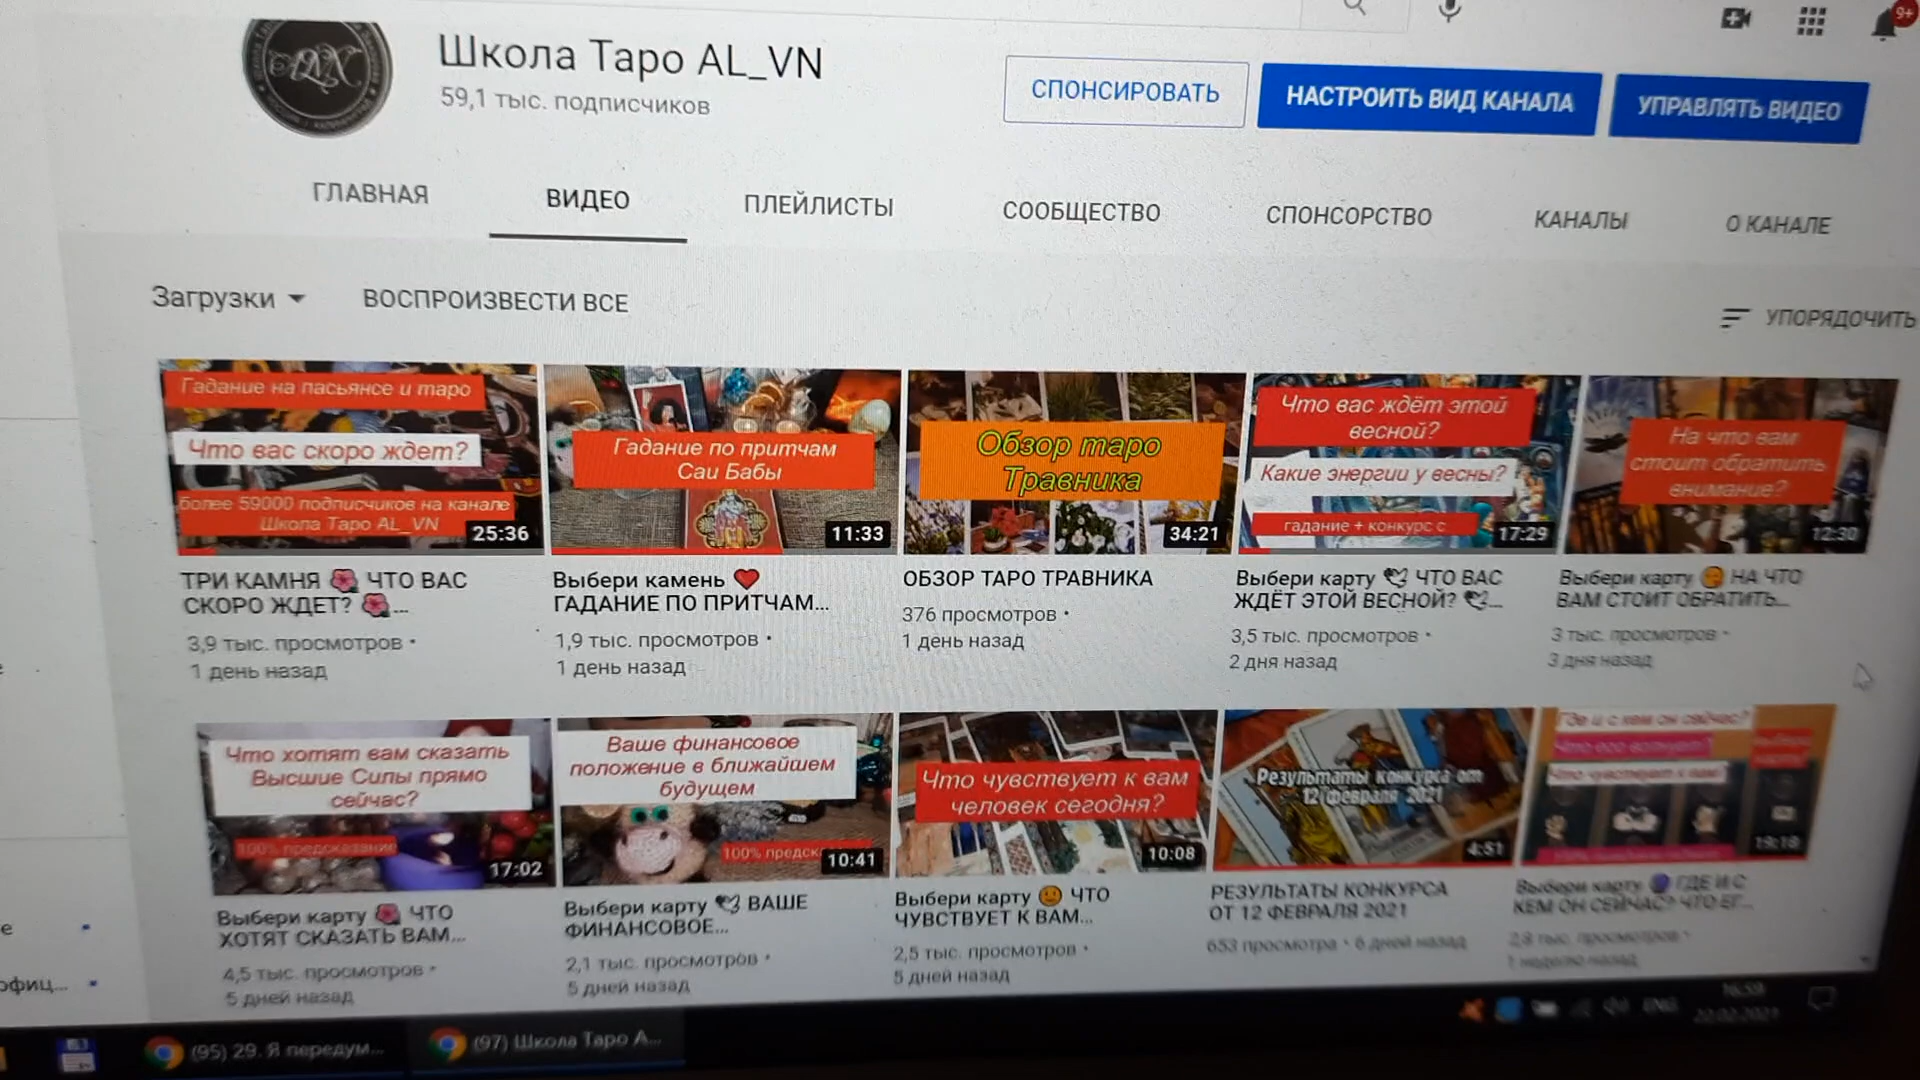 9+
Школа Таро AL_VN
59,1 тыс. подписчиков
СПОНСИРОВАТЬ
НАСТРОИТЬ ВИД КАНАЛА
УПРАВЛЯТЬ ВИДЕО
ГЛАВНАЯ
ВИДЕО
ПЛЕЙЛИСТЫ
СООБЩЕСТВО
СПОНСОРСТВО
КАНАЛЫ
О КАНАЛЕ
Загрузки
ВОСПРОИЗВЕСТИ ВСЕ
УПОРЯДОЧИТЬ
Гадание на пасьянсе и таро
Что вас скоро ждет?
более 59000 подписчиков на канале
Школа Таро AL_VN
25:36
ТРИ КАМНЯ 🌺 ЧТО ВАС
СКОРО ЖДЕТ? 🌺...
3,9 тыс. просмотров •
1 день назад
Гадание по притчам
Саи Бабы
11:33
Выбери камень ❤️
ГАДАНИЕ ПО ПРИТЧАМ...
1,9 тыс. просмотров •
1 день назад
Обзор таро
Травника
34:21
ОБЗОР ТАРО ТРАВНИКА
376 просмотров •
1 день назад
Что вас ждёт этой
весной?
Какие энергии у весны?
гадание + конкурс с
17:29
Выбери карту 🕊 ЧТО ВАС
ЖДЁТ ЭТОЙ ВЕСНОЙ? 🕊...
3,5 тыс. просмотров •
2 дня назад
На что вам
стоит обратить
внимание?
12:30
Выбери карту НА ЧТО
ВАМ СТОИТ ОБРАТИТЬ...
3 тыс. просмотров •
3 дня назад
Что хотят вам сказать
Высшие Силы прямо
сейчас?
100% предсказание
17:02
Выбери карту 🌺 ЧТО
ХОТЯТ СКАЗАТЬ ВАМ...
4,5 тыс. просмотров •
5 дней назад
Ваше финансовое
положение в ближайшем
будущем
100% предск
10:41
Выбери карту 🕊 ВАШЕ
ФИНАНСОВОЕ...
2,1 тыс. просмотров •
5 дней назад
Что чувствует к вам
человек сегодня?
10:08
Выбери карту ЧТО
ЧУВСТВУЕТ К ВАМ...
2,5 тыс. просмотров •
5 дней назад
Результаты конкурса от
12 февраля 2021
4:51
РЕЗУЛЬТАТЫ КОНКУРСА
ОТ 12 ФЕВРАЛЯ 2021
653 просмотра • 6 дней назад
Где и с кем он сейчас?
Что его волнует?
Что чувствует к вам?
19:18
Выбери карту ГДЕ И С
КЕМ ОН СЕЙЧАС? ЧТО ЕГ...
2,8 тыс. просмотров •
1 неделю назад
офиц...
(95) 29. Я передум...
(97) Школа Таро А...
ENG
16:59
22.02.2021